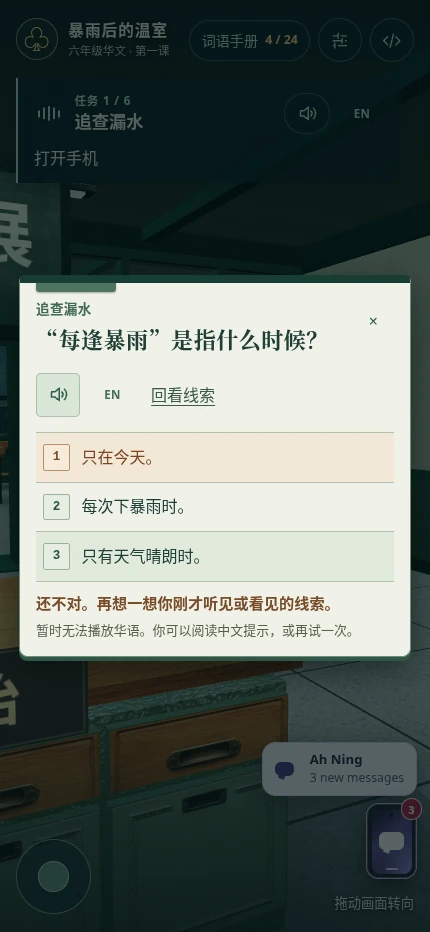 暴雨后的温室
六年级华文 · 第一课
词语手册 4 / 24
任务 1 / 6
追查漏水
EN
打开手机
展
追查漏水
“每逢暴雨”是指什么时候?
×
EN
回看线索
1 只在今天。
2 每次下暴雨时。
3 只有天气晴朗时。
还不对。再想一想你刚才听见或看见的线索。
暂时无法播放华语。你可以阅读中文提示，或再试一次。
台
Ah Ning
3 new messages
3
拖动画面转向